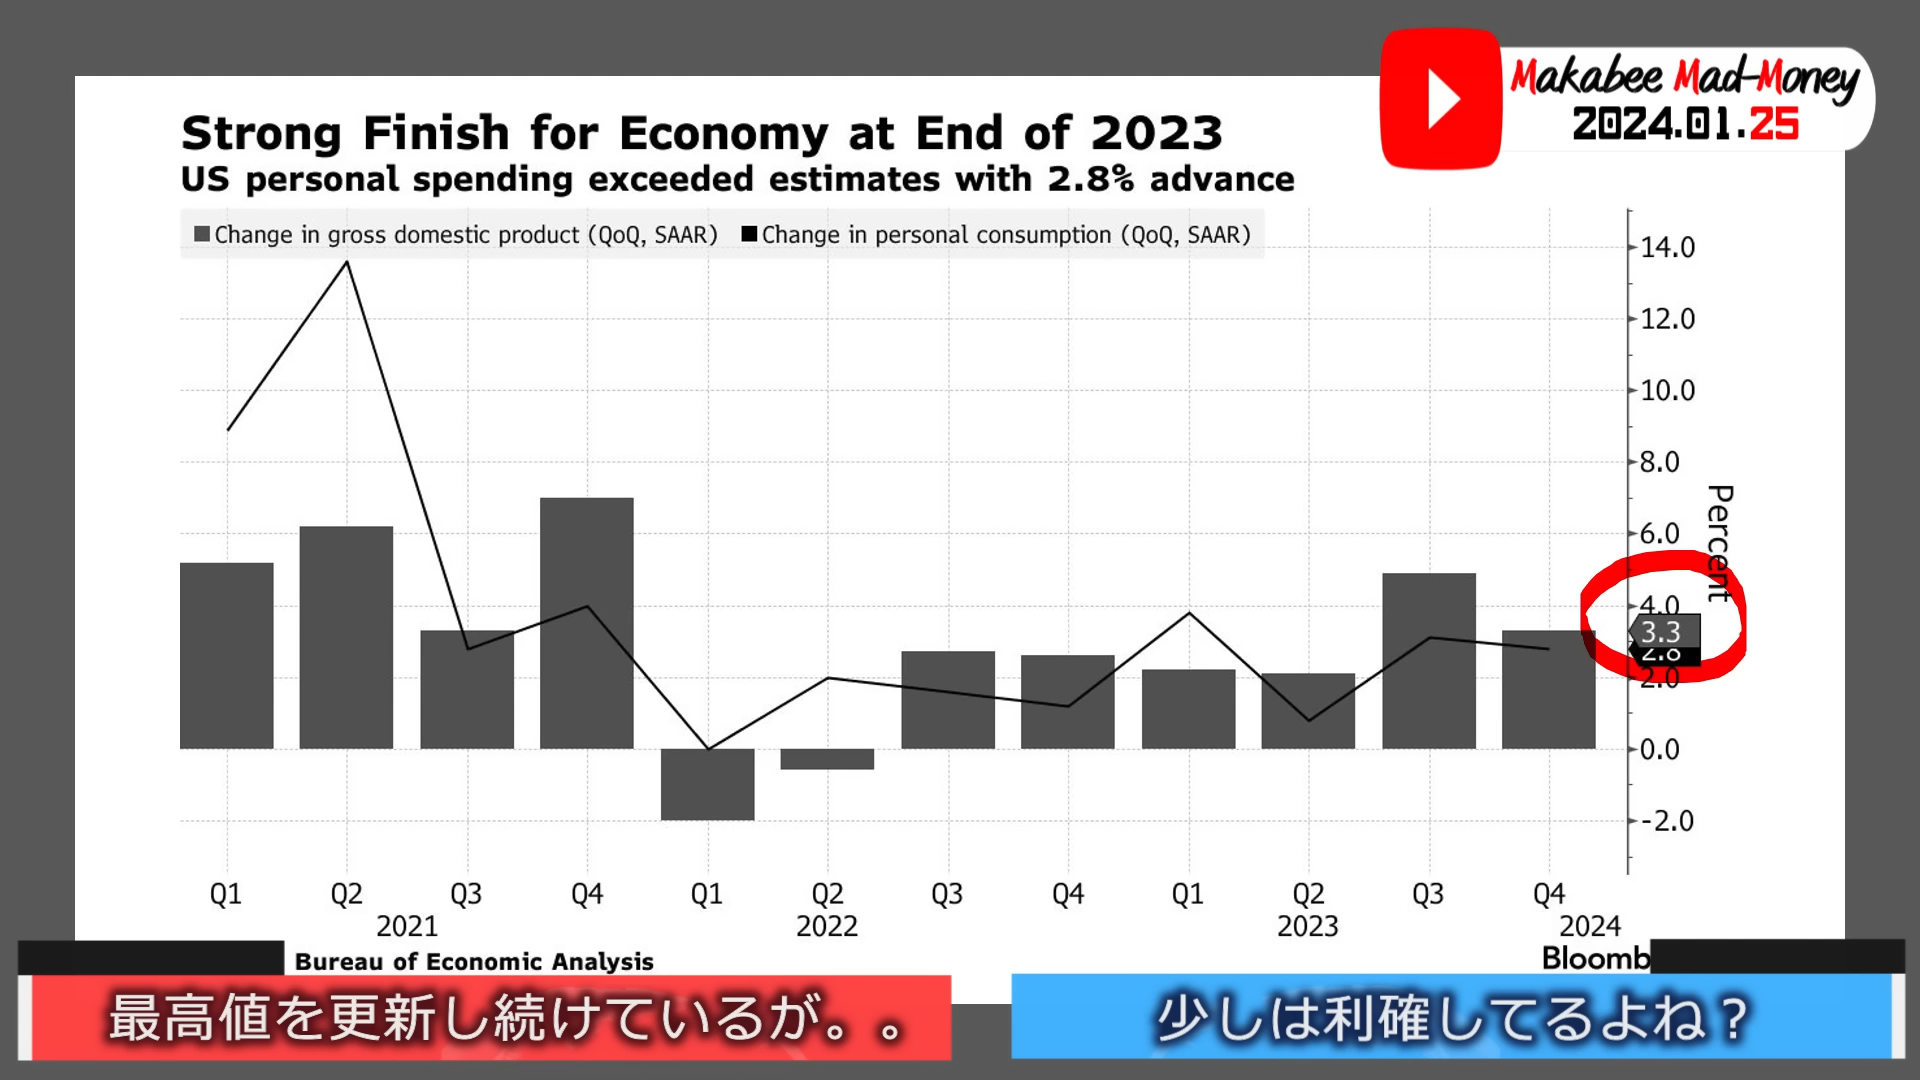 Makabee Mad-Money
2024.01.25
Strong Finish for Economy at End of 2023
US personal spending exceeded estimates with 2.8% advance
Change in gross domestic product (QoQ, SAAR) Change in personal consumption (QoQ, SAAR)
14.0
12.0
10.0
8.0
6.0
4.0
3.3
2.8
2.0
0.0
-2.0
Percent
Q1 Q2 Q3 Q4 Q1 Q2 Q3 Q4 Q1 Q2 Q3 Q4
2021 2022 2023 2024
Bureau of Economic Analysis
Bloomb
最高値を更新し続けているが。。
少しは利確してるよね？